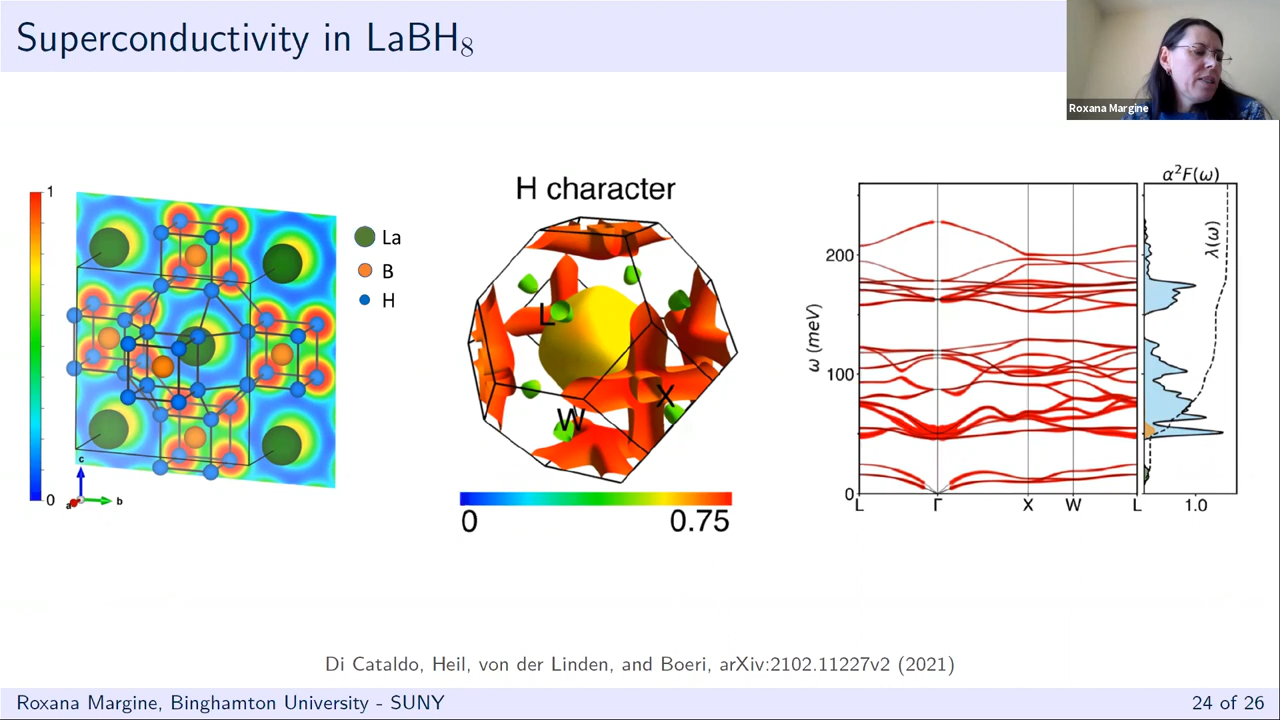 Superconductivity in LaBH₈
Roxana Margine
1
0
c
a
b
La
B
H
H character
L
W
X
0
0.75
ω (meV)
200
100
0
L
Γ
X
W
L
α²F(ω)
λ(ω)
1.0
Di Cataldo, Heil, von der Linden, and Boeri, arXiv:2102.11227v2 (2021)
Roxana Margine, Binghamton University - SUNY
24 of 26